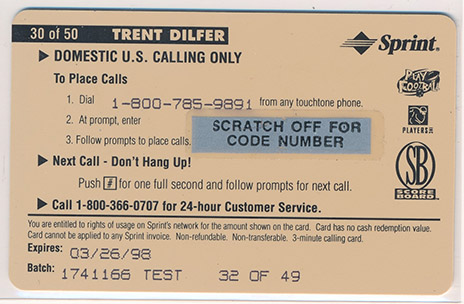 30 of 50 TRENT DILFER
Sprint®
▶ DOMESTIC U.S. CALLING ONLY
To Place Calls
PLAY FOOTBALL
1. Dial 1-800-785-9891 from any touchtone phone.
2. At prompt, enter
SCRATCH OFF FOR
CODE NUMBER
PLAYERS
3. Follow prompts to place calls.
▶ Next Call - Don't Hang Up!
Push # for one full second and follow prompts for next call.
SB
SCORE BOARD
▶ Call 1-800-366-0707 for 24-hour Customer Service.
You are entitled to rights of usage on Sprint's network for the amount shown on the card. Card has no cash redemption value.
Card cannot be applied to any Sprint invoice. Non-refundable. Non-transferable. 3-minute calling card.
Expires: 03/26/98
Batch: 1741166 TEST 32 OF 49